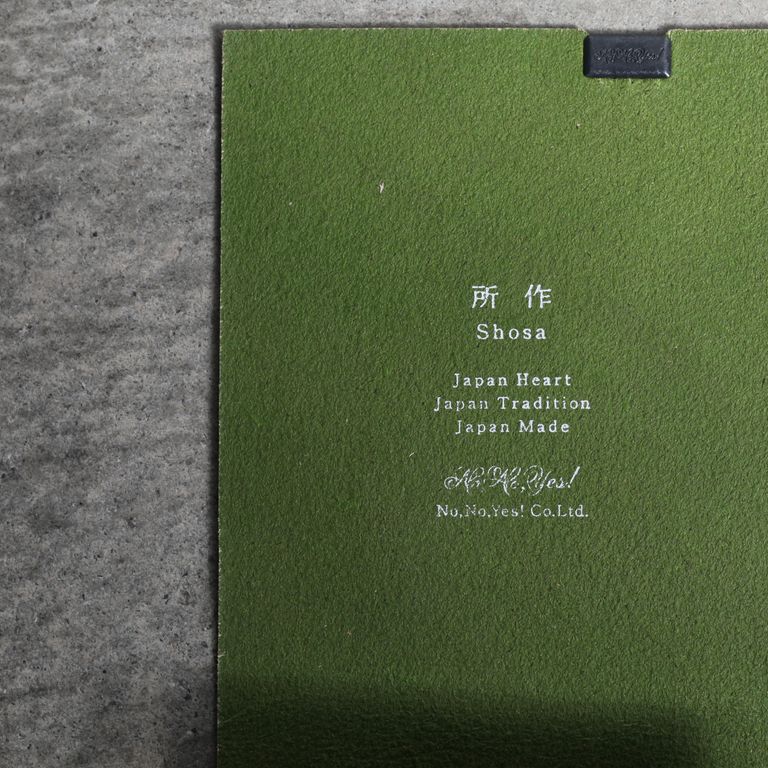 所作
Shosa
Japan Heart
Japan Tradition
Japan Made
No,No,Yes!
No,No,Yes! Co.Ltd.